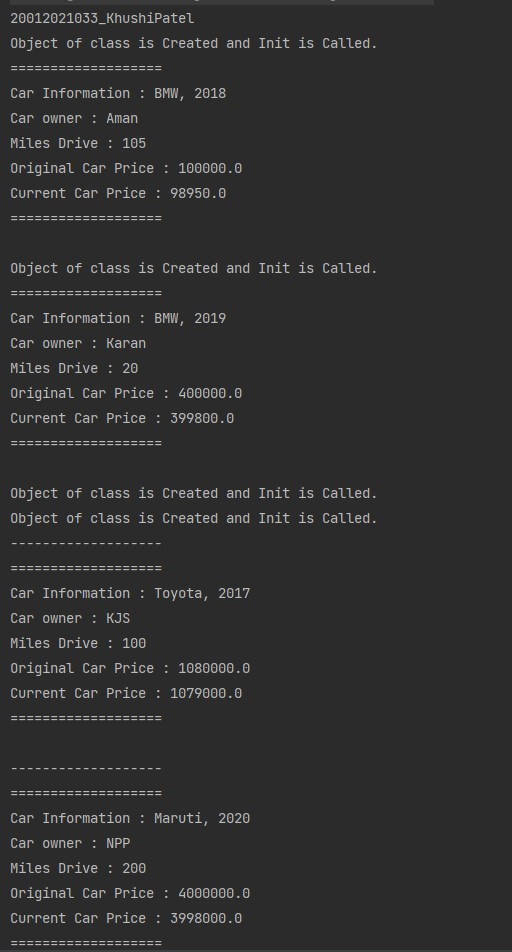 20012021033_KhushiPatel
Object of class is Created and Init is Called.
===================
Car Information : BMW, 2018
Car owner : Aman
Miles Drive : 105
Original Car Price : 100000.0
Current Car Price : 98950.0
===================
Object of class is Created and Init is Called.
===================
Car Information : BMW, 2019
Car owner : Karan
Miles Drive : 20
Original Car Price : 400000.0
Current Car Price : 399800.0
===================
Object of class is Created and Init is Called.
Object of class is Created and Init is Called.
-------------------
===================
Car Information : Toyota, 2017
Car owner : KJS
Miles Drive : 100
Original Car Price : 1080000.0
Current Car Price : 1079000.0
===================
-------------------
===================
Car Information : Maruti, 2020
Car owner : NPP
Miles Drive : 200
Original Car Price : 4000000.0
Current Car Price : 3998000.0
===================